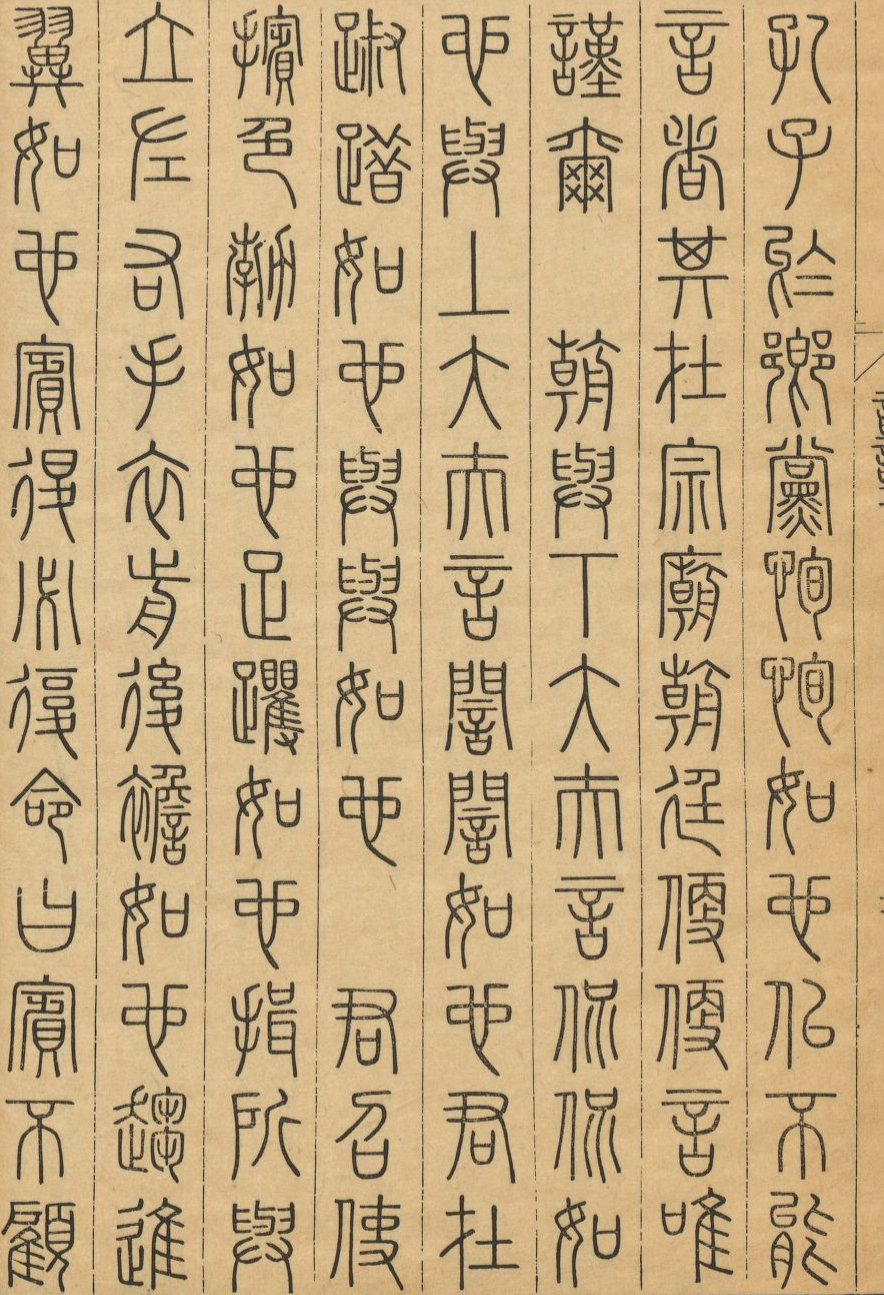 孔子於鄉黨恂恂如也佀不能
言者其在宗廟朝廷便便言唯
謹爾　朝與下大夫言侃侃如
也與上大夫言誾誾如也君在
踧踖如也與與如也　君召使
擯色勃如也足躩如也揖所與
立左右手衣前後襜如也趨進
翼如也賓退必復命曰賓不顧